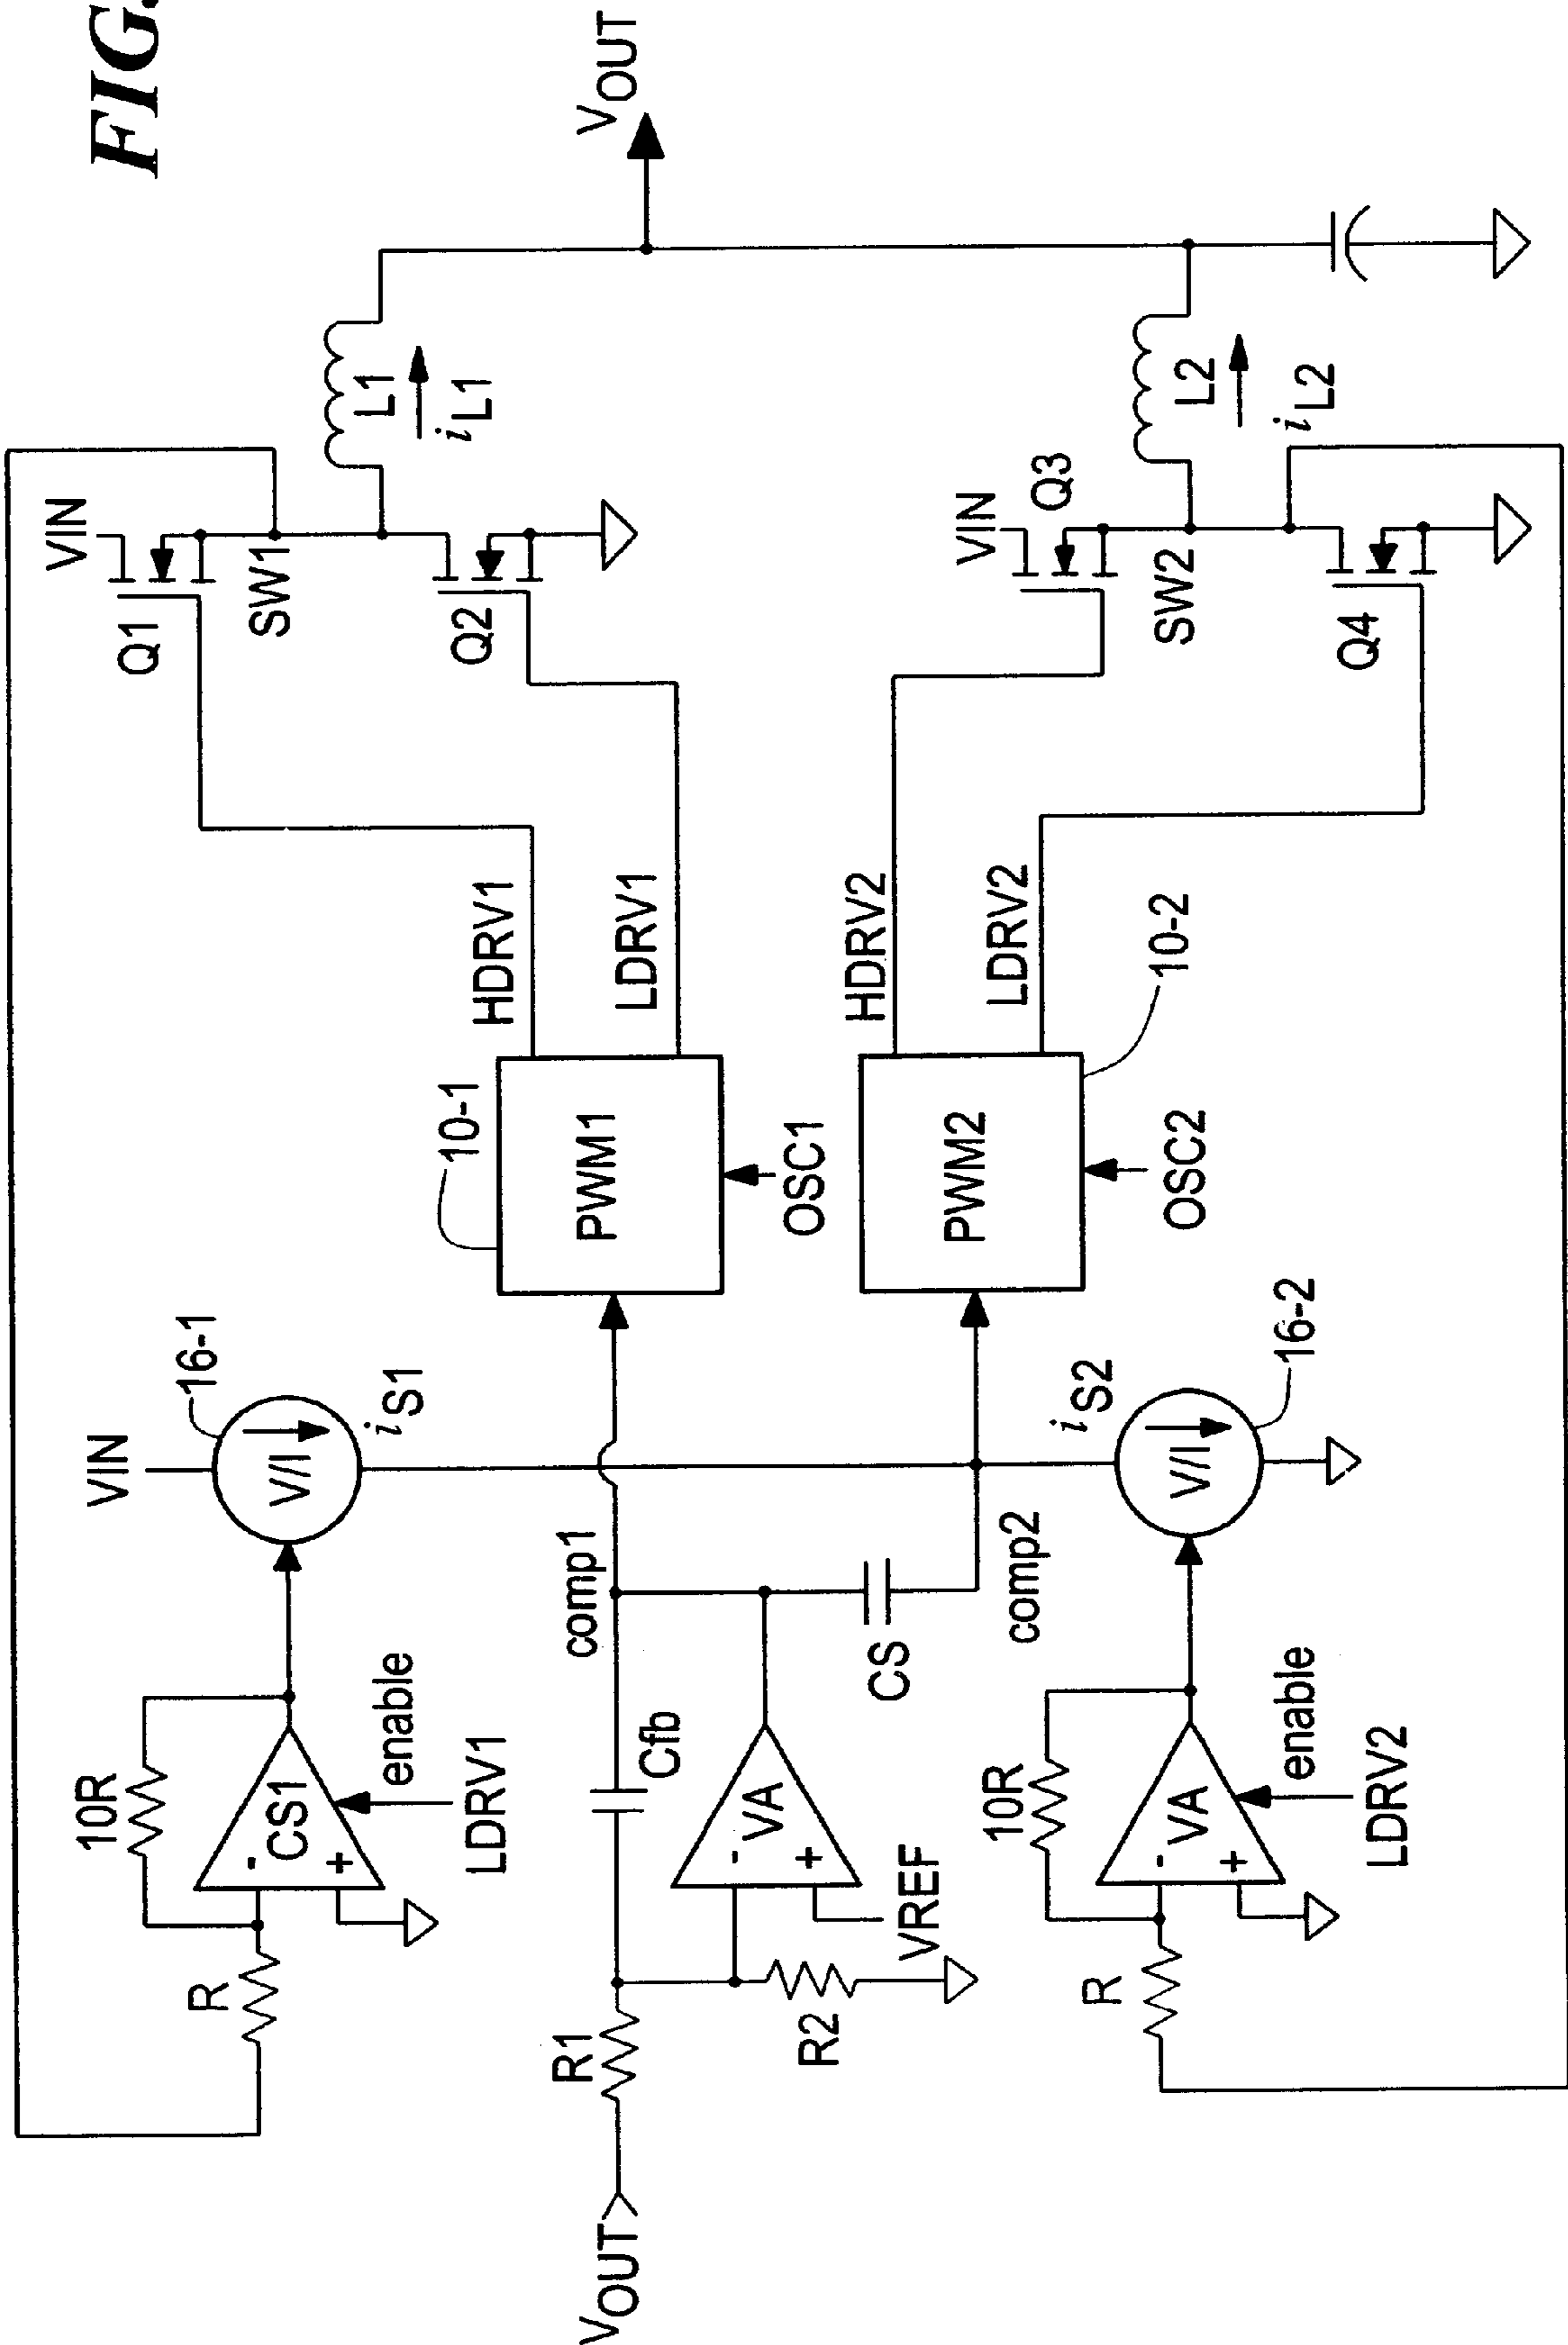 FIG.
VIN
16-1
V/I
iS1
10R
CS1
-
+
enable
LDRV1
R
VIN
Q1
SW1
L1
iL1
Q2
VOUT
HDRV1
LDRV1
10-1
PWM1
OSC1
comp1
Cfb
R1
VOUT
VA
-
+
VREF
R2
CS
comp2
HDRV2
LDRV2
10-2
PWM2
OSC2
VIN
Q3
SW2
L2
iL2
Q4
iS2
V/I
16-2
10R
VA
-
+
enable
LDRV2
R